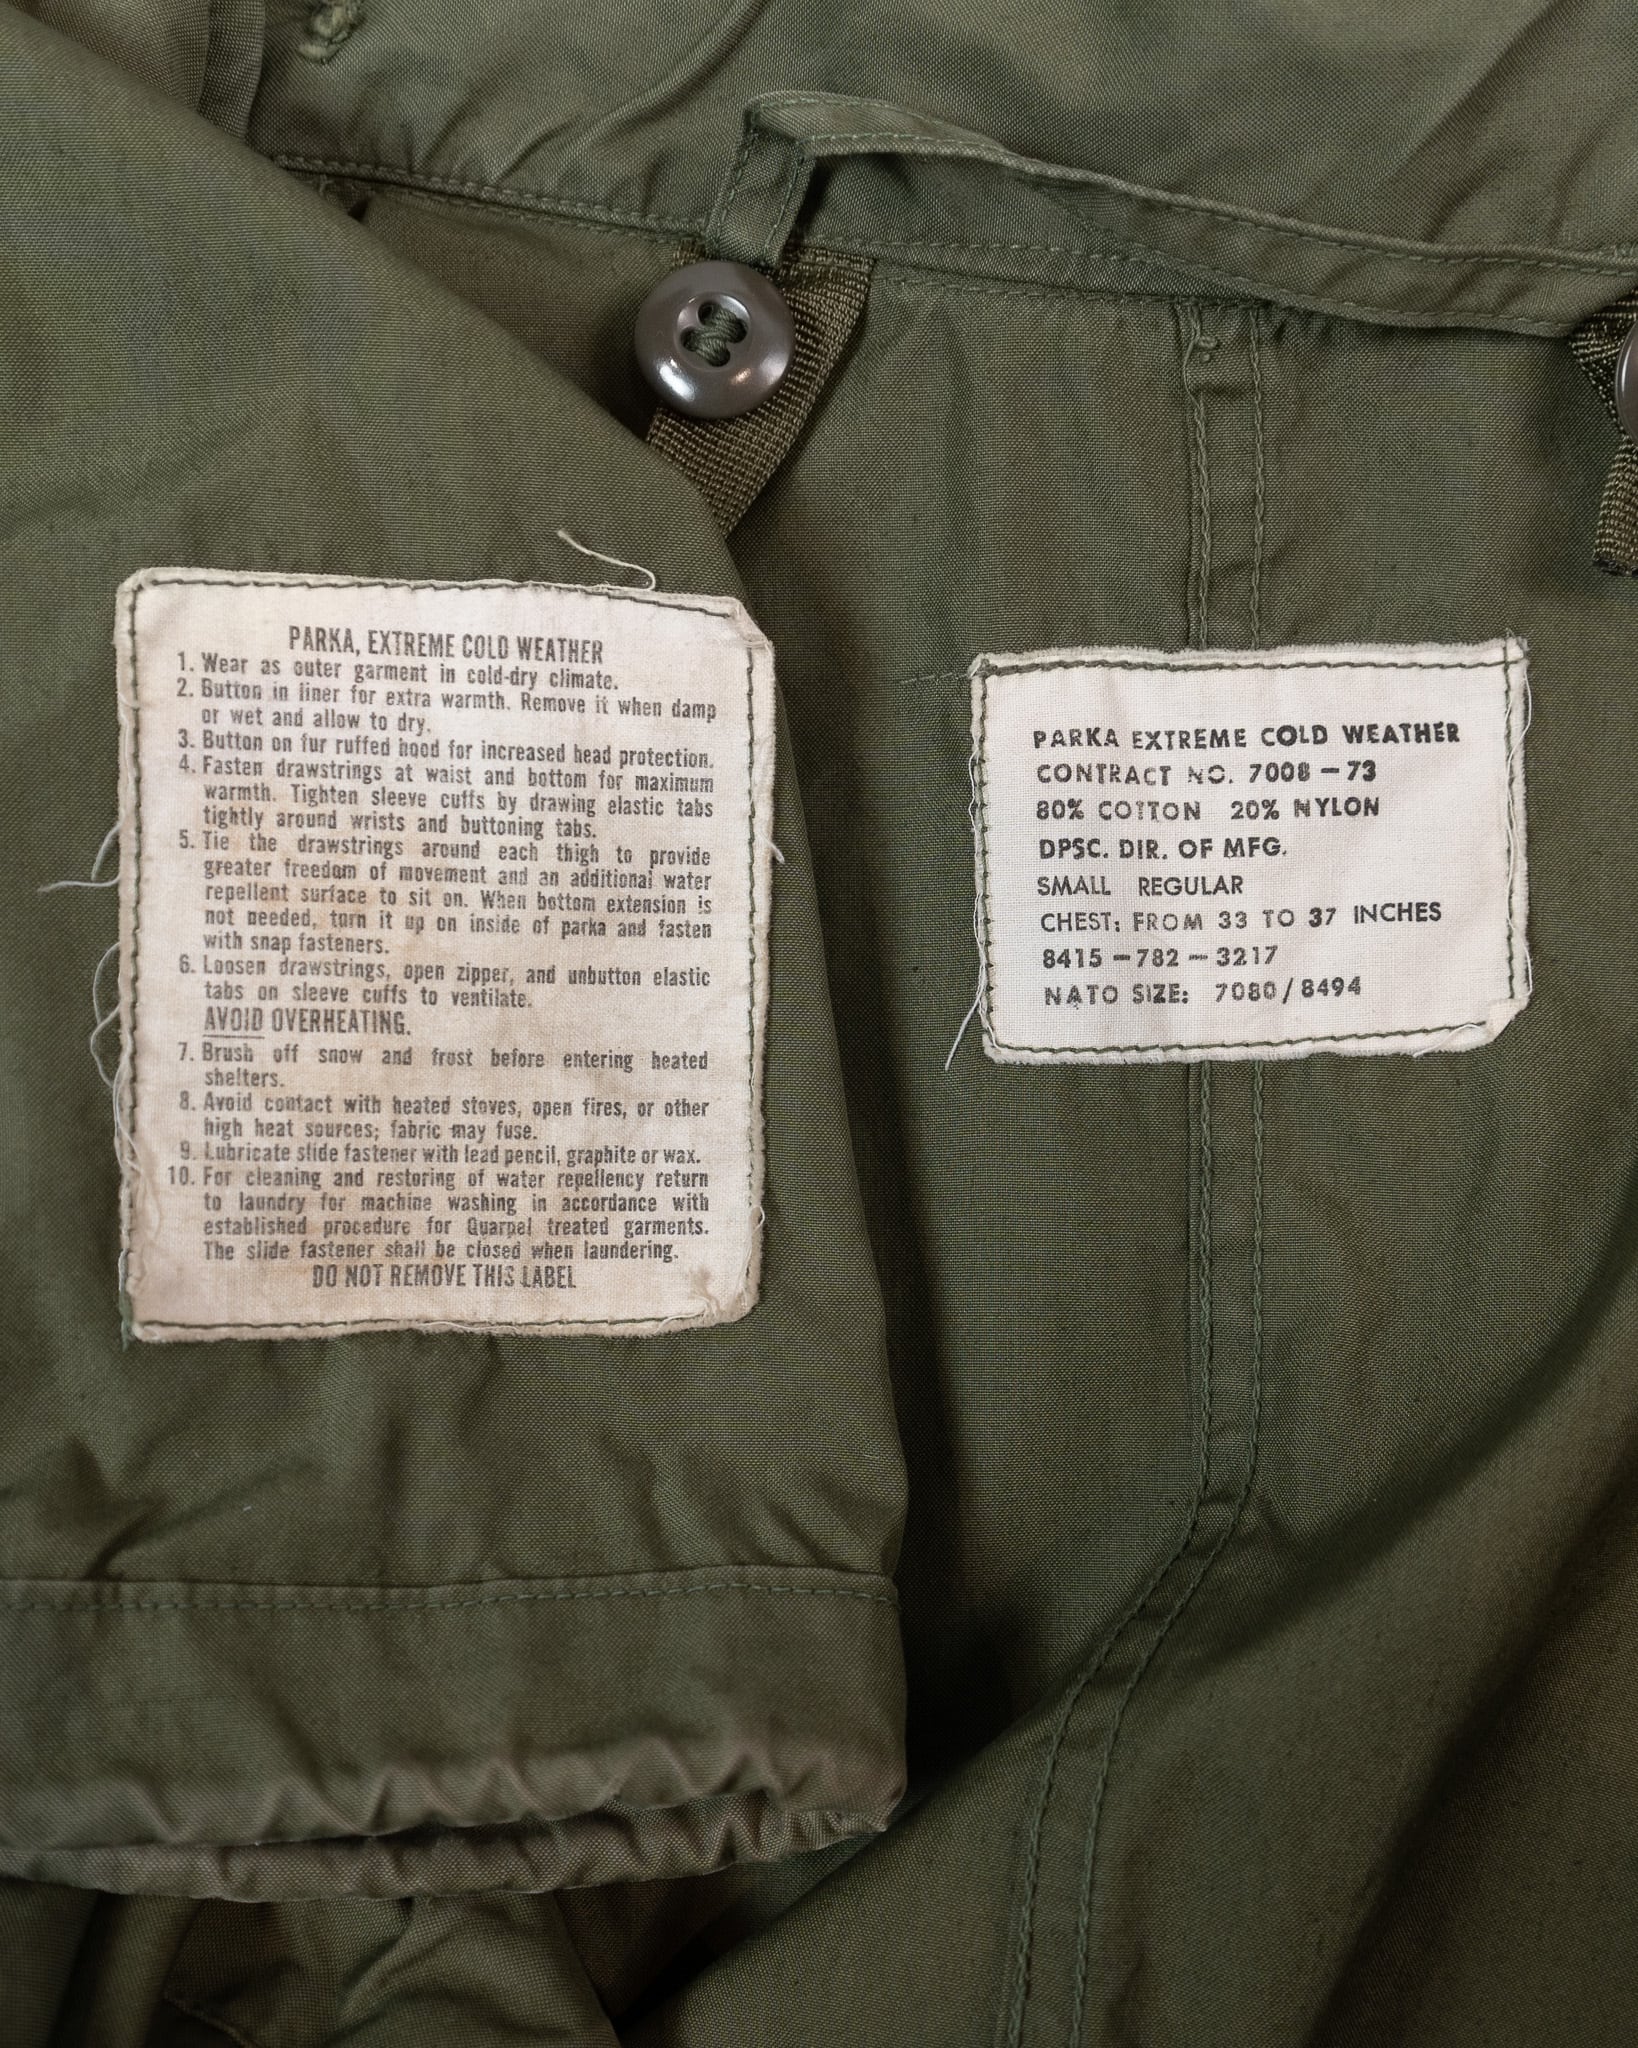 PARKA, EXTREME COLD WEATHER
1. Wear as outer garment in cold-dry climate.
2. Button in liner for extra warmth. Remove it when damp
or wet and allow to dry.
3. Button on fur ruffed hood for increased head protection.
4. Fasten drawstrings at waist and bottom for maximum
warmth. Tighten sleeve cuffs by drawing elastic tabs
tightly around wrists and buttoning tabs.
5. Tie the drawstrings around each thigh to provide
greater freedom of movement and an additional water
repellent surface to sit on. When bottom extension is
not needed, turn it up on inside of parka and fasten
with snap fasteners.
6. Loosen drawstrings, open zipper, and unbutton elastic
tabs on sleeve cuffs to ventilate.
AVOID OVERHEATING.
7. Brush off snow and frost before entering heated
shelters.
8. Avoid contact with heated stoves, open fires, or other
high heat sources; fabric may fuse.
9. Lubricate slide fastener with lead pencil, graphite or wax.
10. For cleaning and restoring of water repellency return
to laundry for machine washing in accordance with
established procedure for Quarpel treated garments.
The slide fastener shall be closed when laundering.
DO NOT REMOVE THIS LABEL
PARKA EXTREME COLD WEATHER
CONTRACT NO. 7008-73
80% COTTON 20% NYLON
DPSC. DIR. OF MFG.
SMALL REGULAR
CHEST: FROM 33 TO 37 INCHES
8415-782-3217
NATO SIZE: 7080/8494